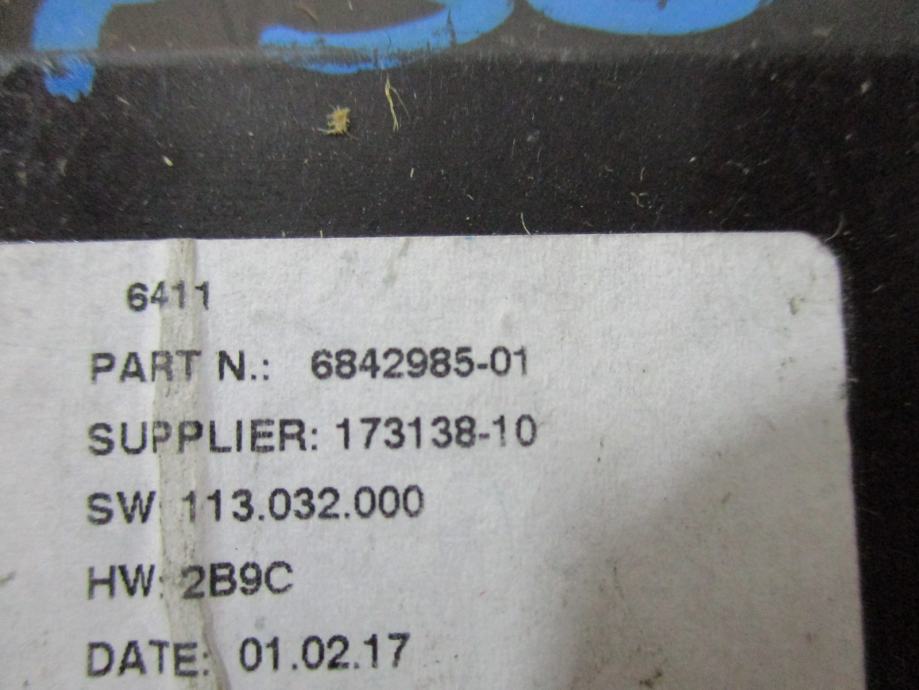 6411
PART N.: 6842985-01
SUPPLIER: 173138-10
SW: 113.032.000
HW: 2B9C
DATE: 01.02.17